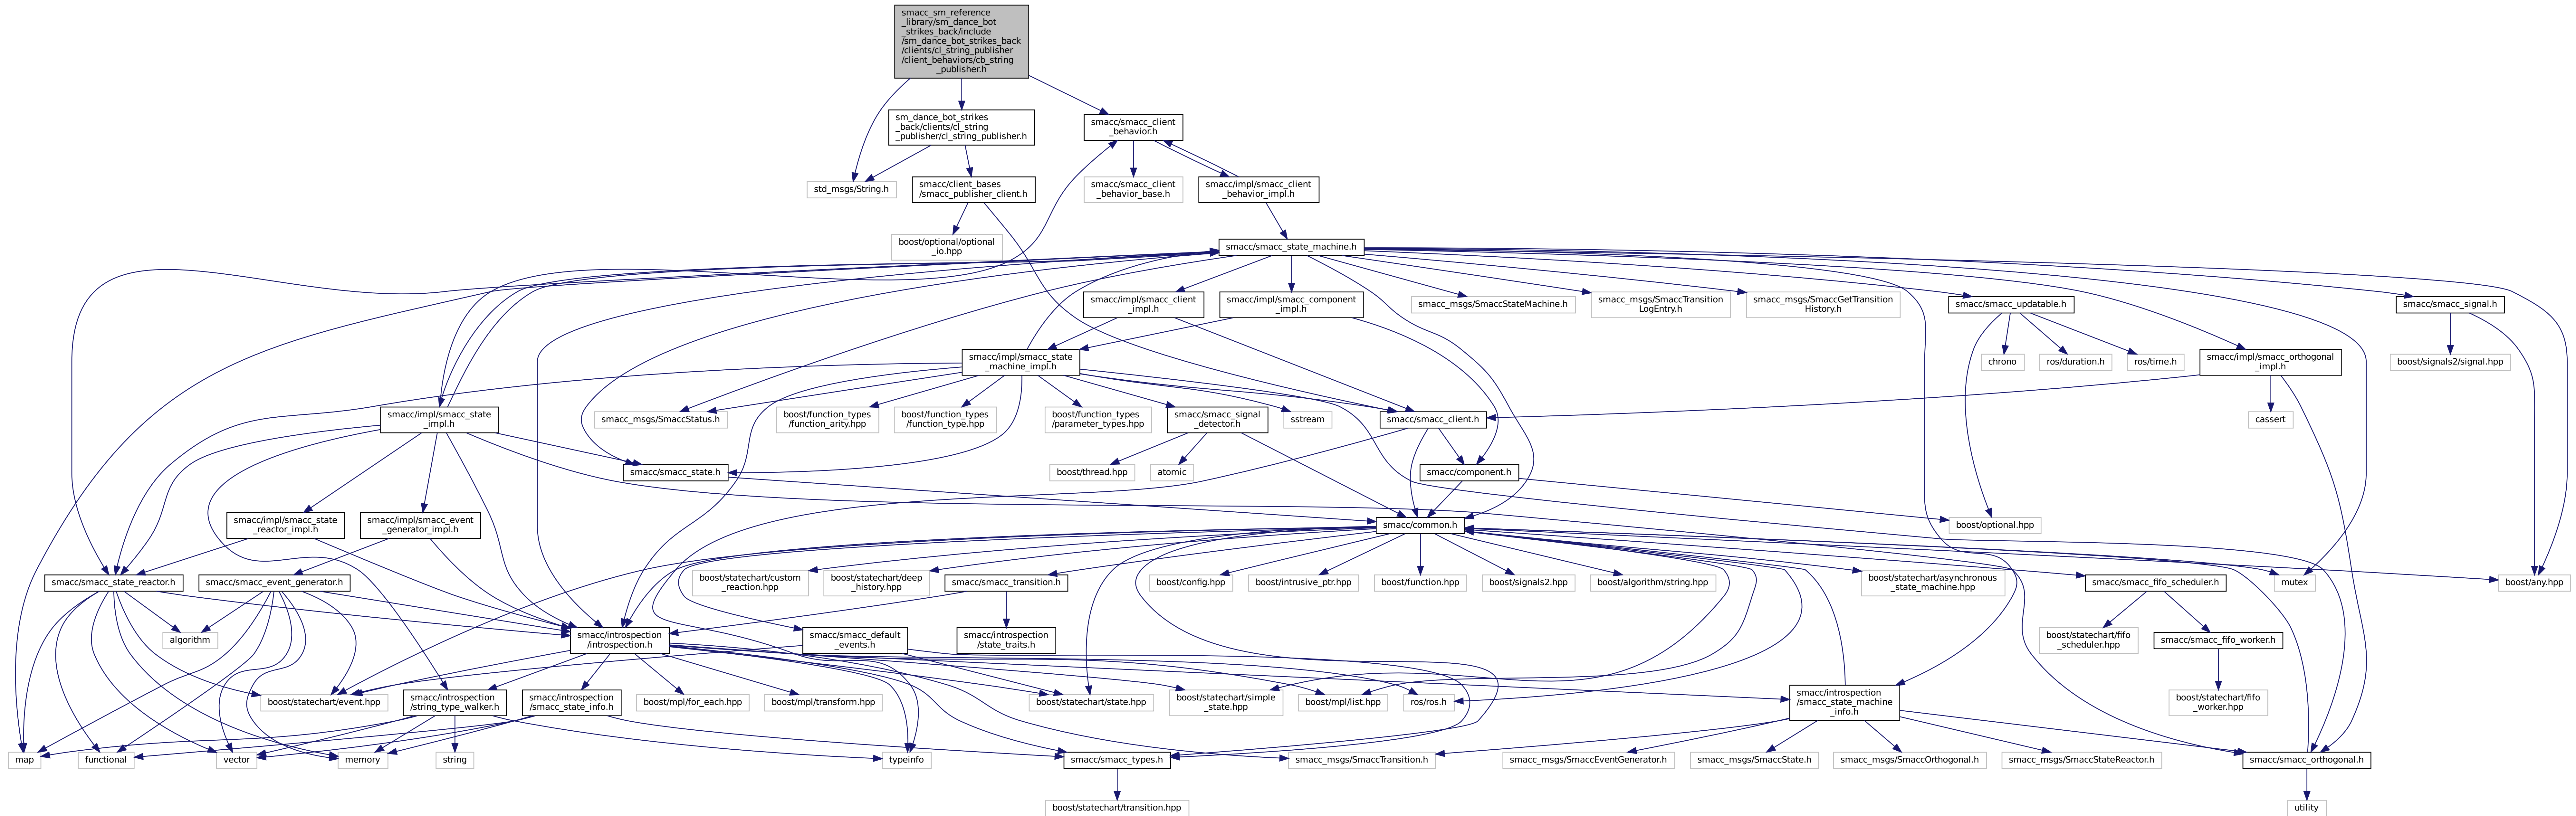 smacc_sm_reference
_library/sm_dance_bot
_strikes_back/include
/sm_dance_bot_strikes_back
/clients/cl_string_publisher
/client_behaviors/cb_string
_publisher.h
sm_dance_bot_strikes
_back/clients/cl_string
_publisher/cl_string_publisher.h
smacc/smacc_client
_behavior.h
std_msgs/String.h
smacc/client_bases
/smacc_publisher_client.h
smacc/smacc_client
_behavior_base.h
smacc/impl/smacc_client
_behavior_impl.h
boost/optional/optional
_io.hpp
smacc/smacc_state_machine.h
smacc/impl/smacc_client
_impl.h
smacc/impl/smacc_component
_impl.h
smacc_msgs/SmaccStateMachine.h
smacc_msgs/SmaccTransition
LogEntry.h
smacc_msgs/SmaccGetTransition
History.h
smacc/smacc_updatable.h
smacc/smacc_signal.h
smacc/impl/smacc_state
_machine_impl.h
chrono
ros/duration.h
ros/time.h
smacc/impl/smacc_orthogonal
_impl.h
boost/signals2/signal.hpp
smacc/impl/smacc_state
_impl.h
smacc_msgs/SmaccStatus.h
boost/function_types
/function_arity.hpp
boost/function_types
/function_type.hpp
boost/function_types
/parameter_types.hpp
smacc/smacc_signal
_detector.h
sstream
smacc/smacc_client.h
cassert
smacc/smacc_state.h
boost/thread.hpp
atomic
smacc/component.h
smacc/impl/smacc_state
_reactor_impl.h
smacc/impl/smacc_event
_generator_impl.h
smacc/common.h
boost/optional.hpp
smacc/smacc_state_reactor.h
smacc/smacc_event_generator.h
boost/statechart/custom
_reaction.hpp
boost/statechart/deep
_history.hpp
smacc/smacc_transition.h
boost/config.hpp
boost/intrusive_ptr.hpp
boost/function.hpp
boost/signals2.hpp
boost/algorithm/string.hpp
boost/statechart/asynchronous
_state_machine.hpp
smacc/smacc_fifo_scheduler.h
mutex
boost/any.hpp
algorithm
smacc/introspection
/introspection.h
smacc/smacc_default
_events.h
smacc/introspection
/state_traits.h
boost/statechart/fifo
_scheduler.hpp
smacc/smacc_fifo_worker.h
boost/statechart/event.hpp
smacc/introspection
/string_type_walker.h
smacc/introspection
/smacc_state_info.h
boost/mpl/for_each.hpp
boost/mpl/transform.hpp
boost/statechart/state.hpp
boost/statechart/simple
_state.hpp
boost/mpl/list.hpp
ros/ros.h
smacc/introspection
/smacc_state_machine
_info.h
boost/statechart/fifo
_worker.hpp
map
functional
vector
memory
string
typeinfo
smacc/smacc_types.h
smacc_msgs/SmaccTransition.h
smacc_msgs/SmaccEventGenerator.h
smacc_msgs/SmaccState.h
smacc_msgs/SmaccOrthogonal.h
smacc_msgs/SmaccStateReactor.h
smacc/smacc_orthogonal.h
boost/statechart/transition.hpp
utility